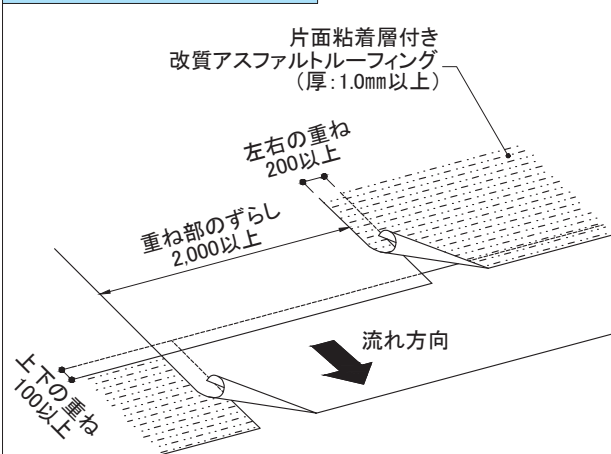 片面粘着層付き
改質アスファルトルーフィング
（厚：1.0㎜以上）
左右の重ね
200以上
重ね部のずらし
2,000以上
流れ方向
上下の重ね
100以上